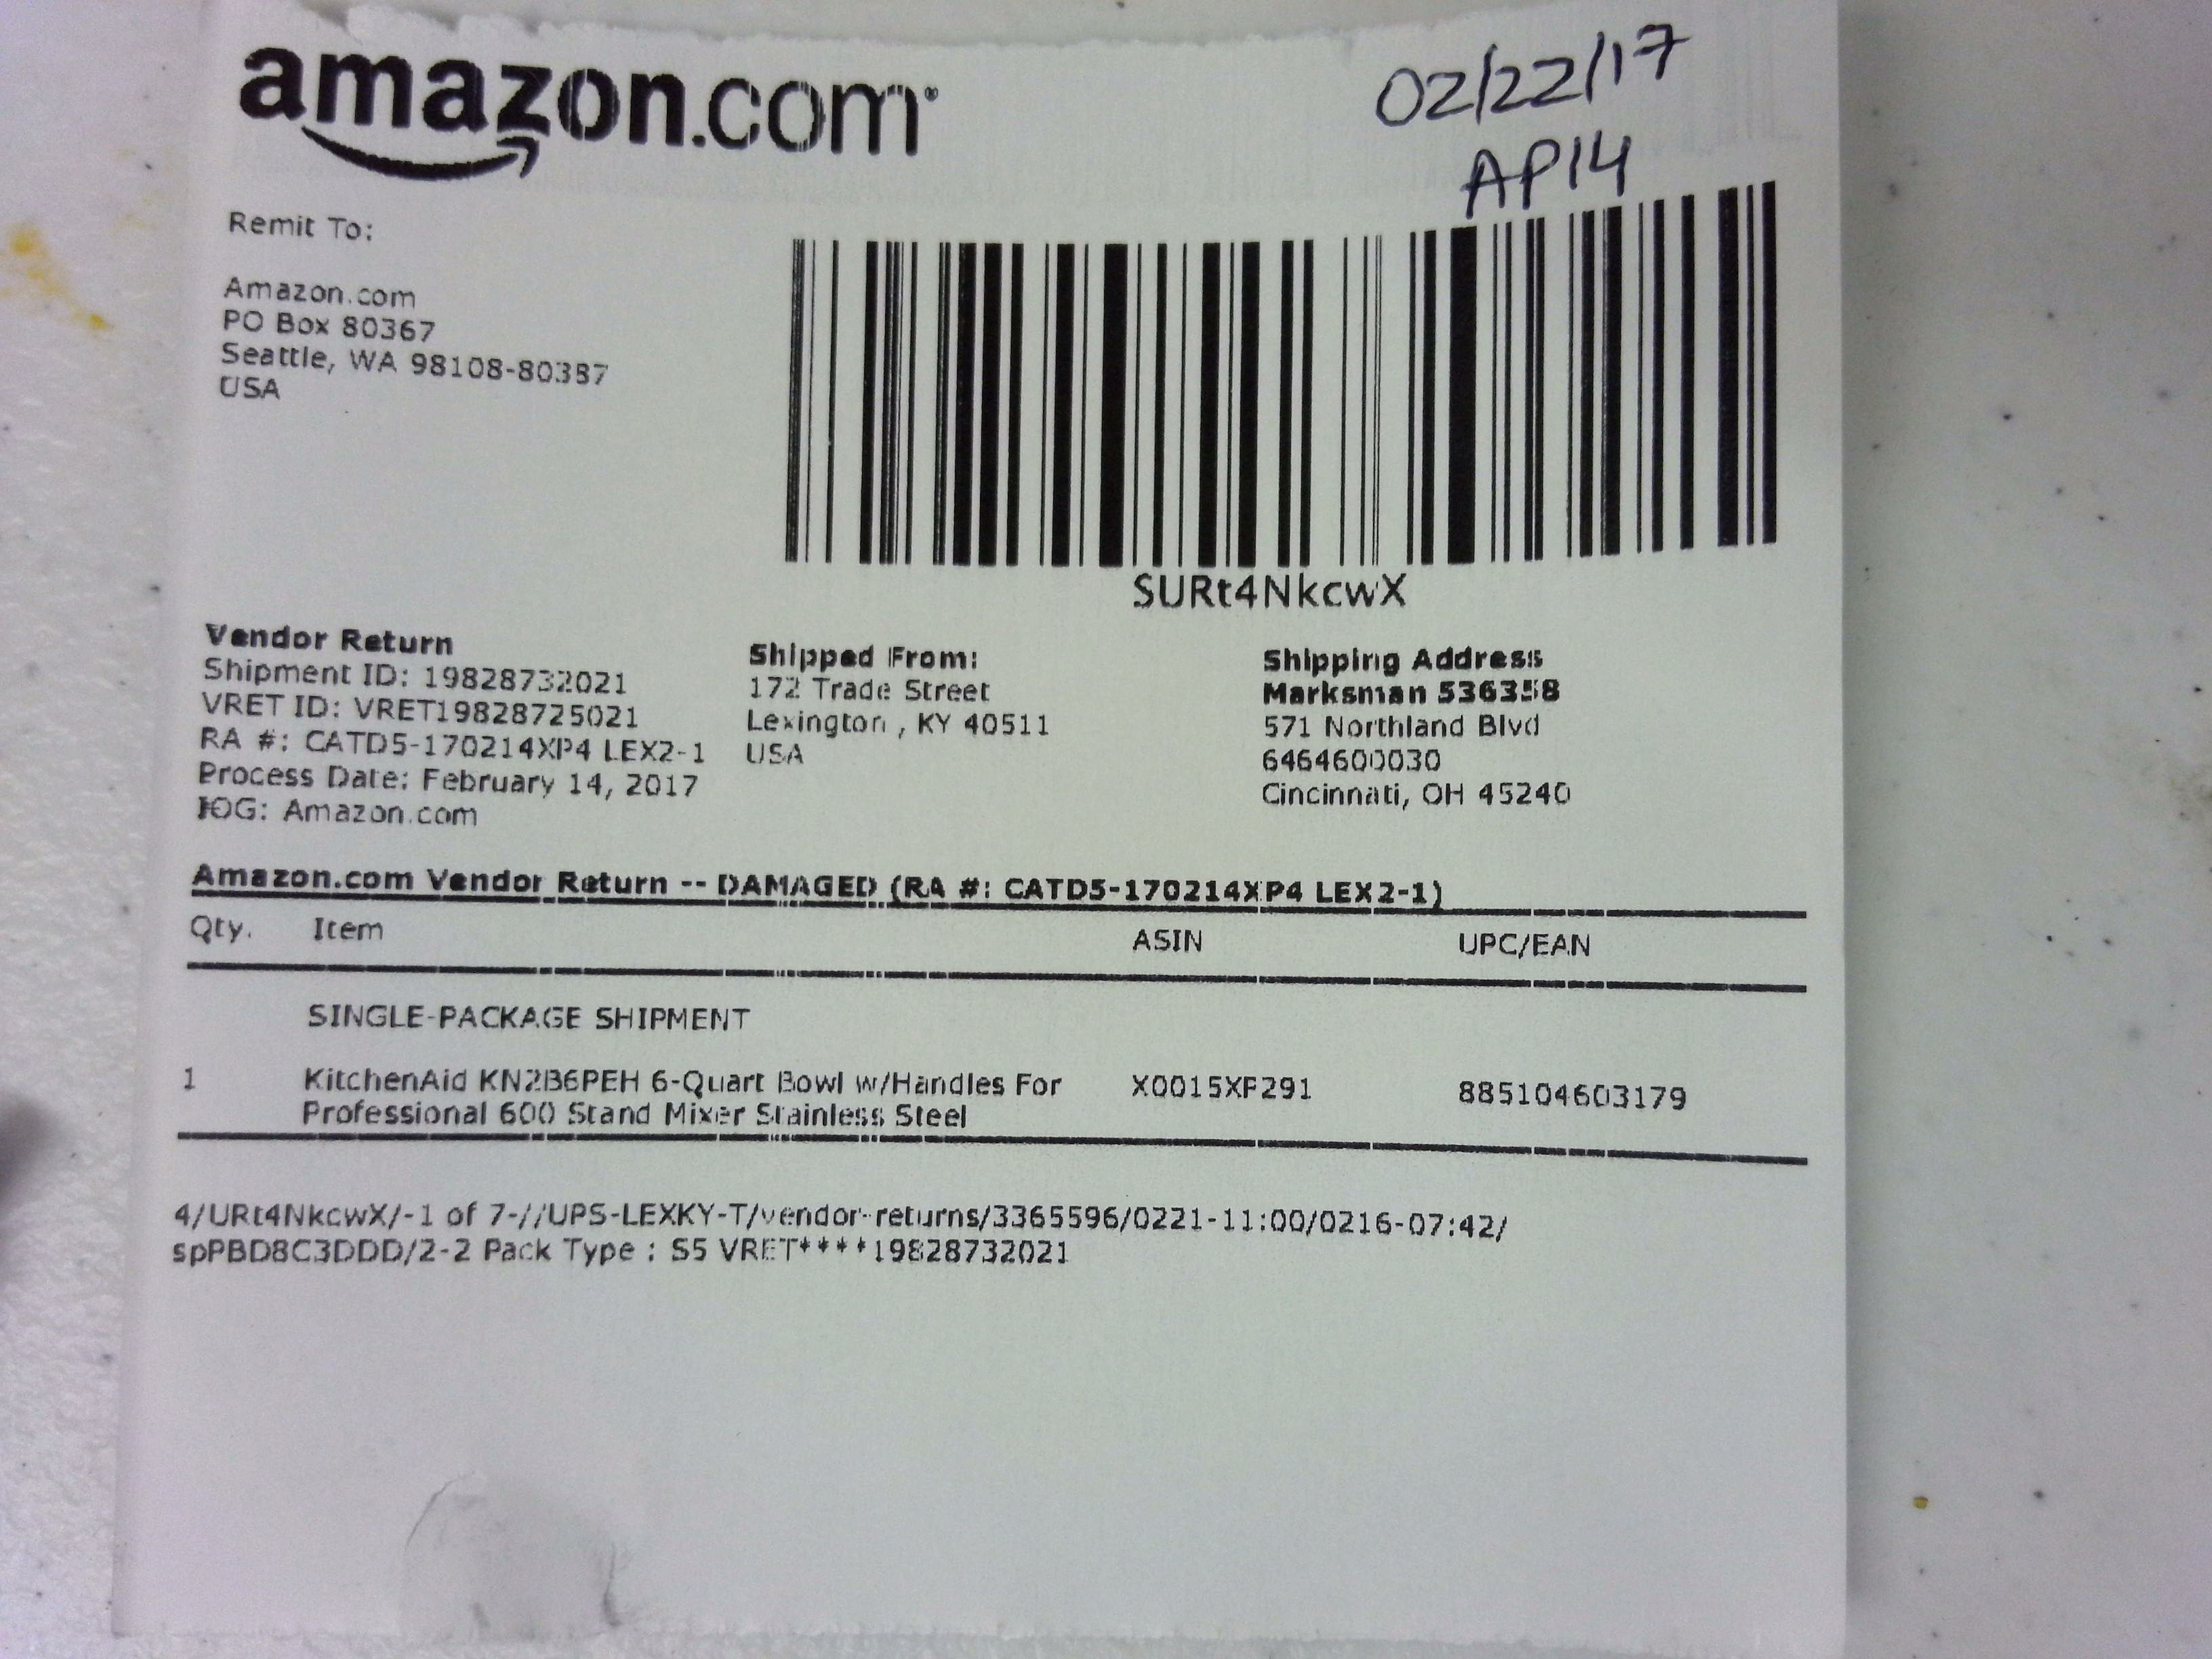 amazon.com
02/22/17
AP14
Remit To:
Amazon.com
PO Box 80367
Seattle, WA 98108-80387
USA
SURt4NkcwX
Vendor Return
Shipment ID: 19828732021
VRET ID: VRET19828725021
RA #: CATD5-170214XP4 LEX2-1
Process Date: February 14, 2017
IOG: Amazon.com
Shipped From:
172 Trade Street
Lexington , KY 40511
USA
Shipping Address
Marksman 536358
571 Northland Blvd
6464600030
Cincinnati, OH 45240
Amazon.com Vendor Return -- DAMAGED (RA #: CATD5-170214XP4 LEX2-1)
Qty. Item ASIN UPC/EAN
SINGLE-PACKAGE SHIPMENT
1 KitchenAid KN2B6PEH 6-Quart Bowl w/Handles For X0015XP291 885104603179
Professional 600 Stand Mixer Stainless Steel
4/URt4NkcwX/-1 of 7-//UPS-LEXKY-T/vendor-returns/3365596/0221-11:00/0216-07:42/
spPBD8C3DDD/2-2 Pack Type : S5 VRET****19828732021